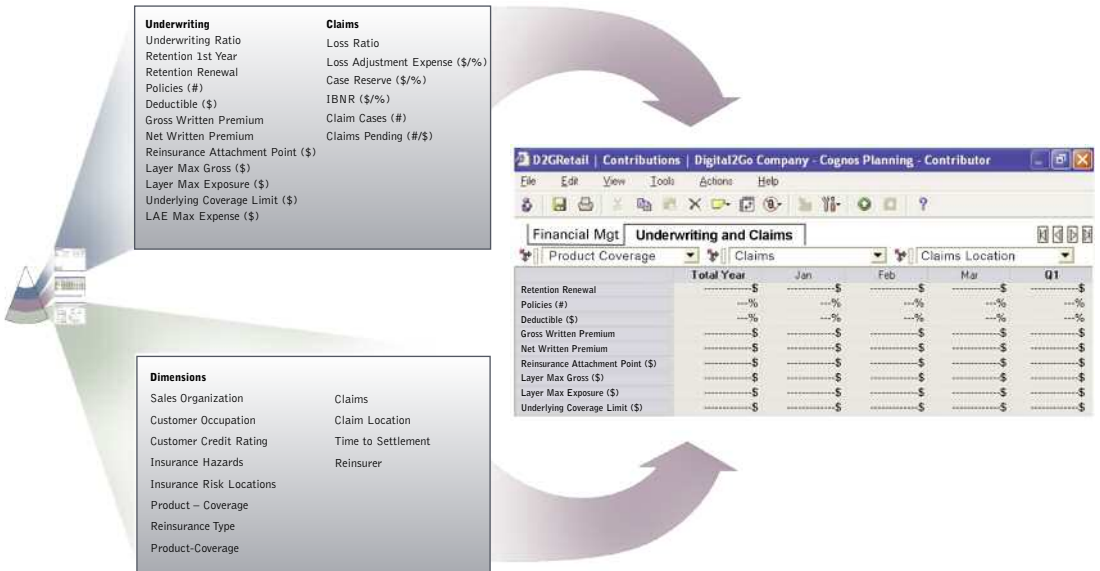 Underwriting
Underwriting Ratio
Retention 1st Year
Retention Renewal
Policies (#)
Deductible ($)
Gross Written Premium
Net Written Premium
Reinsurance Attachment Point ($)
Layer Max Gross ($)
Layer Max Exposure ($)
Underlying Coverage Limit ($)
LAE Max Expense ($)
Claims
Loss Ratio
Loss Adjustment Expense ($/%)
Case Reserve ($/%)
IBNR ($/%)
Claim Cases (#)
Claims Pending (#/$)
D2GRetail | Contributions | Digital2Go Company - Cognos Planning - Contributor
File Edit View Tools Actions Help
Financial Mgt Underwriting and Claims
Product Coverage Claims Claims Location
Total Year Jan Feb Mar Q1
Retention Renewal ------------$ ------------$ ------------$ ------------$ ------------$
Policies (#) ---% ---% ---% ---% ---%
Deductible ($) ---% ---% ---% ---% ---%
Gross Written Premium ------------$ ------------$ ------------$ ------------$ ------------$
Net Written Premium ------------$ ------------$ ------------$ ------------$ ------------$
Reinsurance Attachment Point ($) ------------$ ------------$ ------------$ ------------$ ------------$
Layer Max Gross ($) ------------$ ------------$ ------------$ ------------$ ------------$
Layer Max Exposure ($) ------------$ ------------$ ------------$ ------------$ ------------$
Underlying Coverage Limit ($) ------------$ ------------$ ------------$ ------------$ ------------$
Dimensions
Sales Organization
Customer Occupation
Customer Credit Rating
Insurance Hazards
Insurance Risk Locations
Product – Coverage
Reinsurance Type
Product-Coverage
Claims
Claim Location
Time to Settlement
Reinsurer